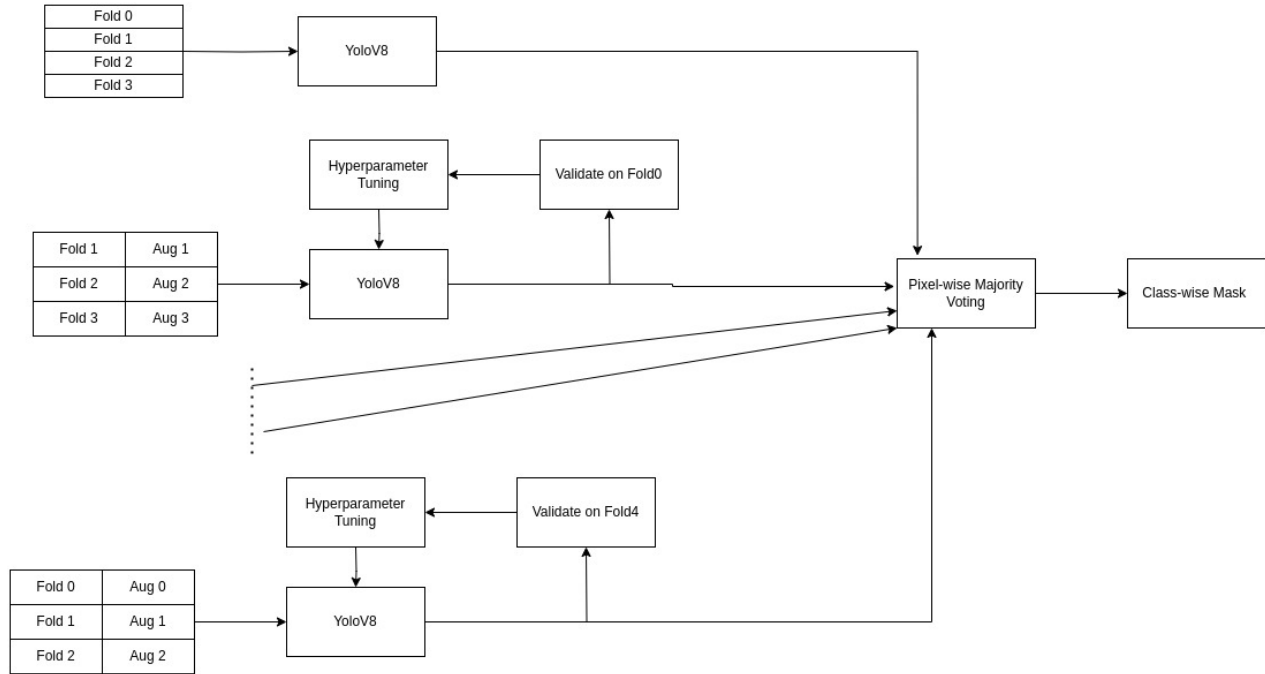 Fold 0
Fold 1
Fold 2
Fold 3
YoloV8
Hyperparameter
Tuning
Validate on Fold0
Fold 1 Aug 1
Fold 2 Aug 2
Fold 3 Aug 3
YoloV8
Pixel-wise Majority
Voting
Class-wise Mask
Hyperparameter
Tuning
Validate on Fold4
Fold 0 Aug 0
Fold 1 Aug 1
Fold 2 Aug 2
YoloV8